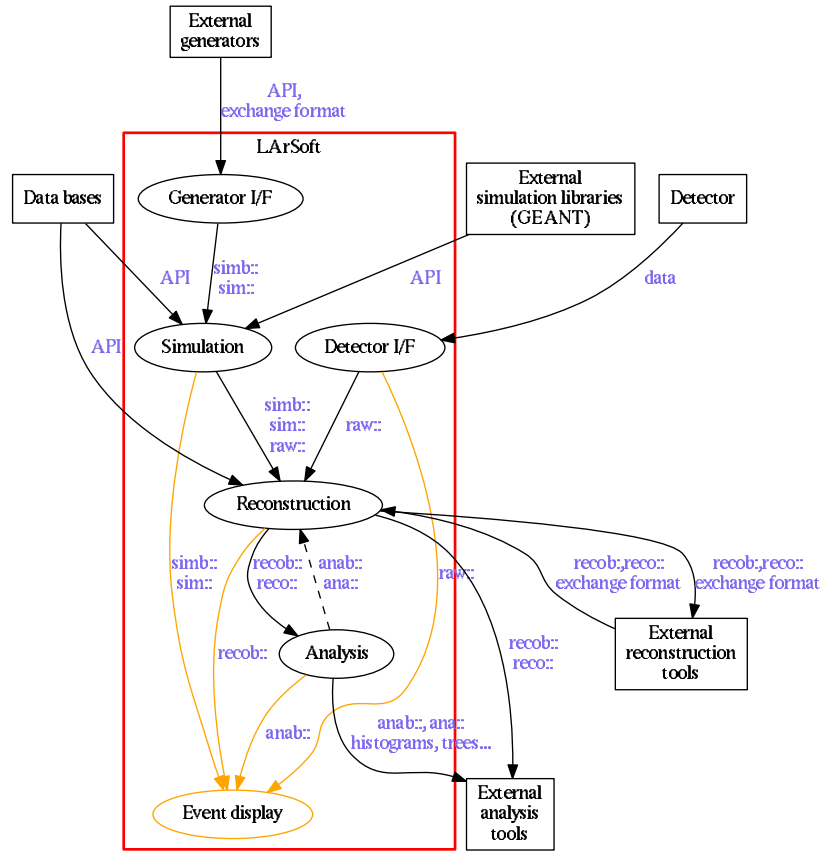 External
generators
API,
exchange format
LArSoft
Data bases
Generator I/F
External
simulation libraries
(GEANT)
Detector
API
simb::
sim::
API
data
API
Simulation
Detector I/F
simb::
sim::
raw::
raw::
Reconstruction
simb::
sim::
recob::
reco::
anab::
ana::
raw::
recob:,reco::
exchange format
recob:,reco::
exchange format
recob::
Analysis
recob::
reco::
External
reconstruction
tools
anab::
anab::, ana::
histograms, trees...
Event display
External
analysis
tools